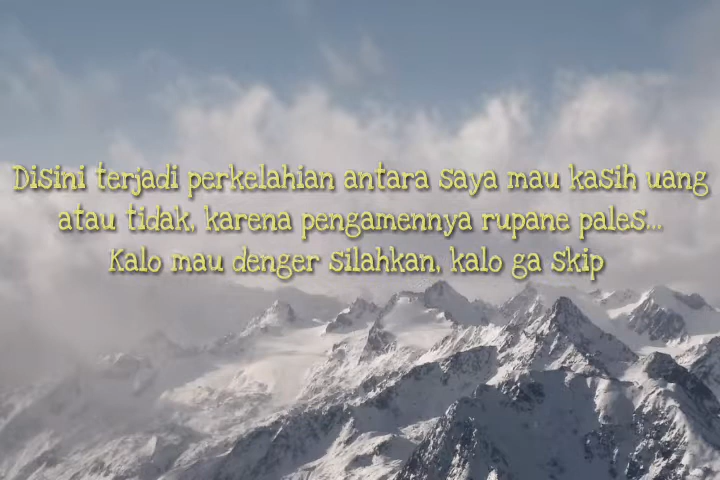 Disini terjadi perkelahian antara saya mau kasih uang
atau tidak, karena pengamennya rupane pales...
Kalo mau denger silahkan, kalo ga skip